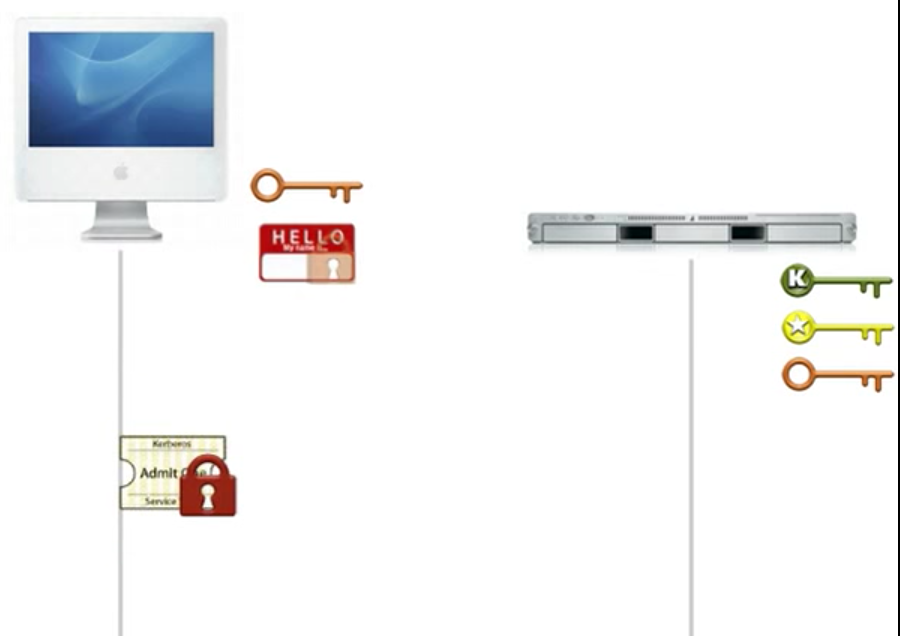 HELLO
My name is...
K
Kerberos
Admit One
Service